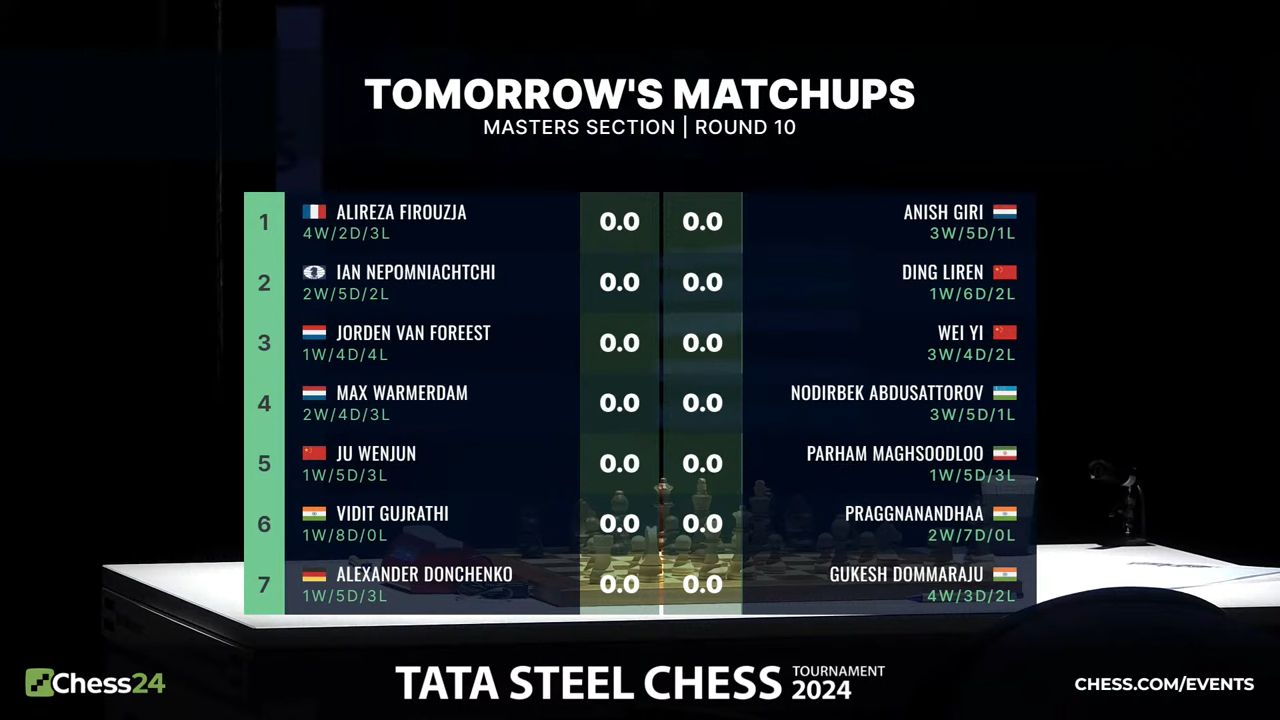 TOMORROW'S MATCHUPS
MASTERS SECTION | ROUND 10
1 ALIREZA FIROUZJA 0.0 0.0 ANISH GIRI
4W/2D/3L 3W/5D/1L
2 IAN NEPOMNIACHTCHI 0.0 0.0 DING LIREN
2W/5D/2L 1W/6D/2L
3 JORDEN VAN FOREEST 0.0 0.0 WEI YI
1W/4D/4L 3W/4D/2L
4 MAX WARMERDAM 0.0 0.0 NODIRBEK ABDUSATTOROV
2W/4D/3L 3W/5D/1L
5 JU WENJUN 0.0 0.0 PARHAM MAGHSOODLOO
1W/5D/3L 1W/5D/3L
6 VIDIT GUJRATHI 0.0 0.0 PRAGGNANANDHAA
1W/8D/0L 2W/7D/0L
7 ALEXANDER DONCHENKO 0.0 0.0 GUKESH DOMMARAJU
1W/5D/3L 4W/3D/2L
Chess24 TATA STEEL CHESS TOURNAMENT 2024 CHESS.COM/EVENTS